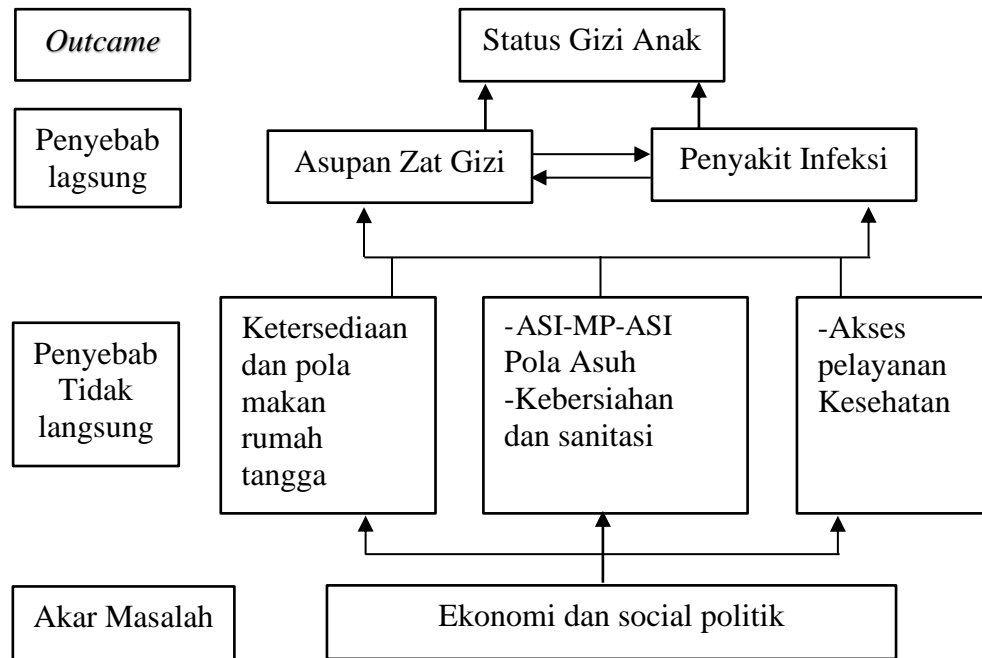 Outcame
Status Gizi Anak
Penyebab
lagsung
Asupan Zat Gizi
Penyakit Infeksi
Penyebab
Tidak
langsung
Ketersediaan
dan pola
makan
rumah
tangga
-ASI-MP-ASI
Pola Asuh
-Kebersiahan
dan sanitasi
-Akses
pelayanan
Kesehatan
Akar Masalah
Ekonomi dan social politik